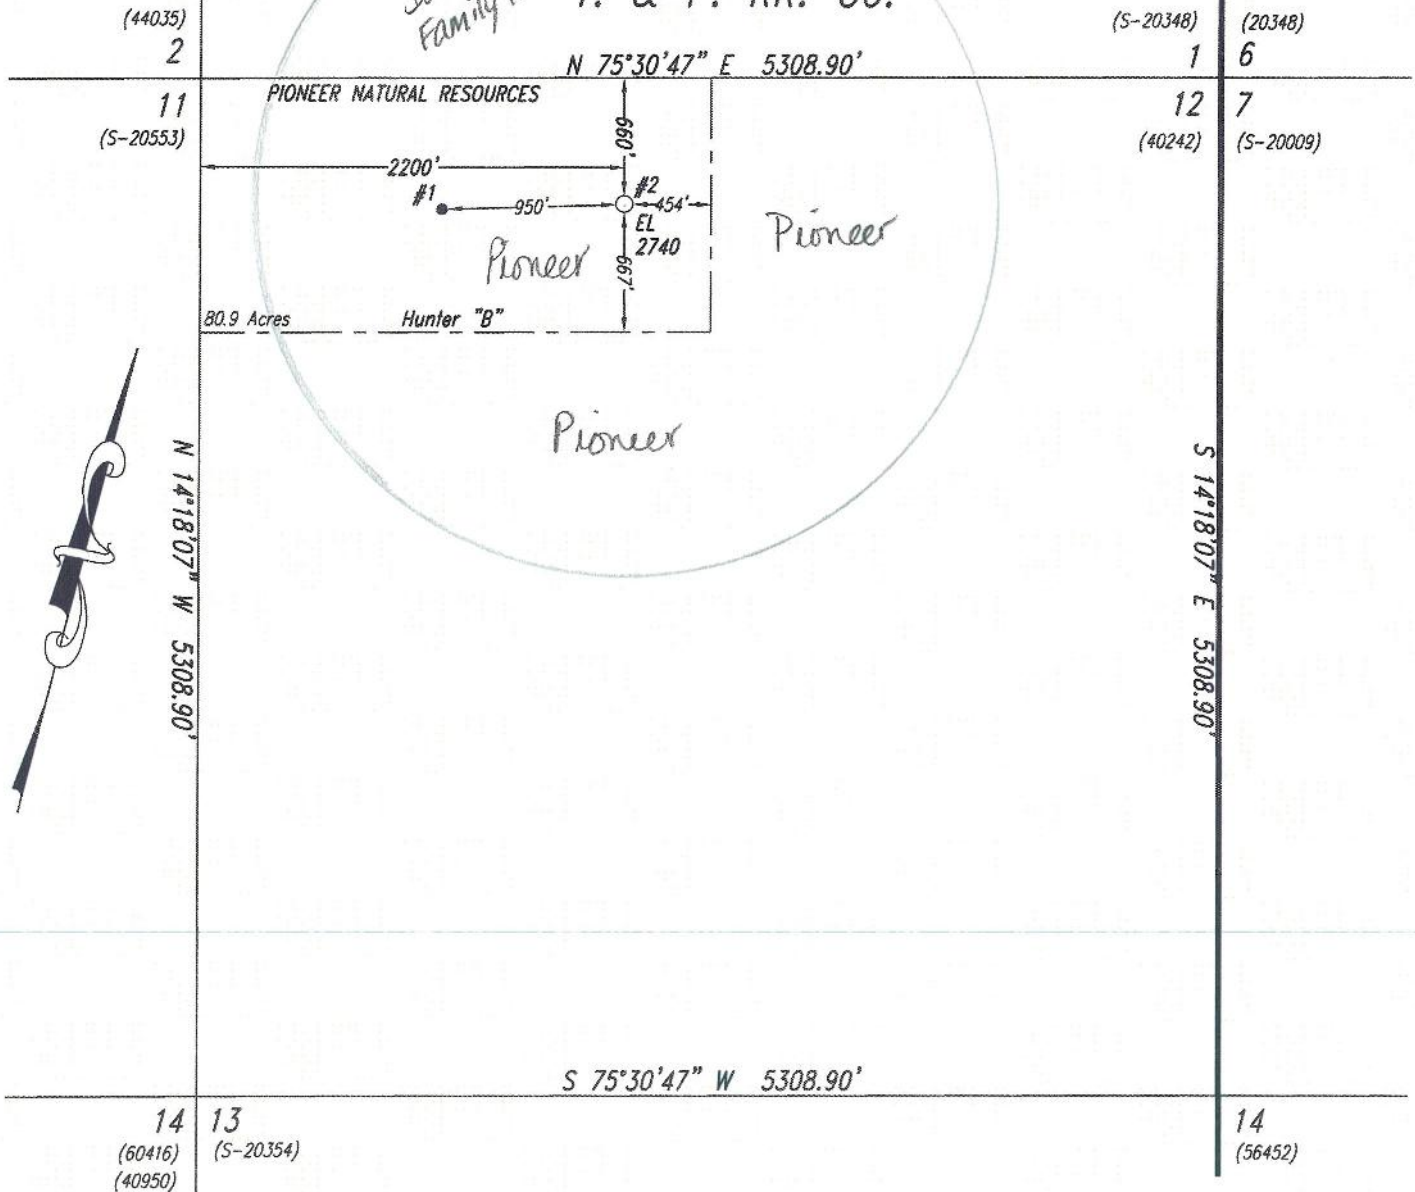 (44035)
2
Family
T. & P. RR. CO.
(S-20348) (20348)
1 6
N 75°30'47" E 5308.90'
11
(S-20553)
PIONEER NATURAL RESOURCES
12 7
(40242) (S-20009)
660'
2200'
#1
950'
#2
454'
EL
2740
Pioneer
Pioneer
667'
80.9 Acres
Hunter "B"
Pioneer
N 14°18'07" W 5308.90'
S 14°18'07" E 5308.90'
S 75°30'47" W 5308.90'
14 13
(60416) (S-20354)
(40950)
14
(56452)